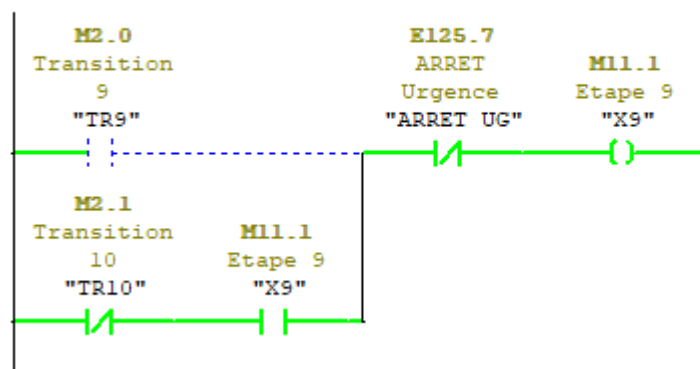 M2.0
Transition
9
"TR9"
E125.7
ARRET
Urgence
"ARRET UG"
M11.1
Etape 9
"X9"
M2.1
Transition
10
"TR10"
M11.1
Etape 9
"X9"